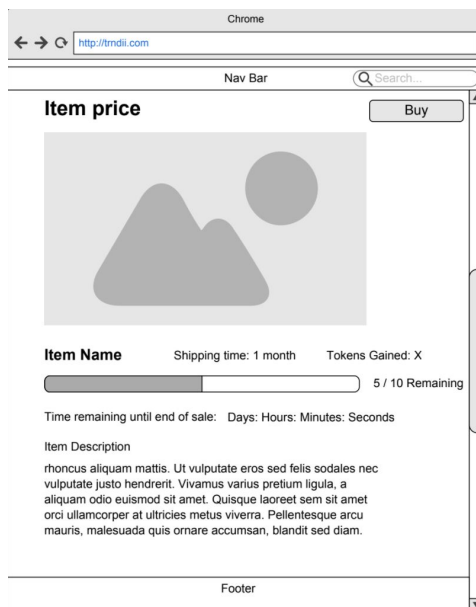 Chrome
http://trndii.com
Nav Bar
Search...
Item price
Buy
Item Name
Shipping time: 1 month
Tokens Gained: X
5 / 10 Remaining
Time remaining until end of sale: Days: Hours: Minutes: Seconds
Item Description
rhoncus aliquam mattis. Ut vulputate eros sed felis sodales nec
vulputate justo hendrerit. Vivamus varius pretium ligula, a
aliquam odio euismod sit amet. Quisque laoreet sem sit amet
orci ullamcorper at ultricies metus viverra. Pellentesque arcu
mauris, malesuada quis ornare accumsan, blandit sed diam.
Footer